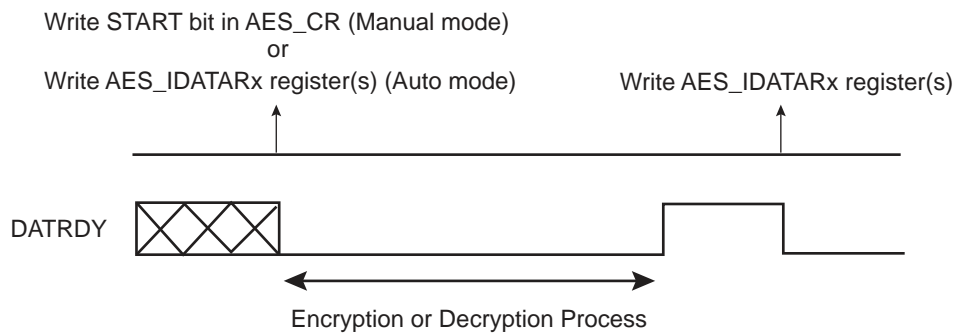 Write START bit in AES_CR (Manual mode)
or
Write AES_IDATARx register(s) (Auto mode)
Write AES_IDATARx register(s)
DATRDY
Encryption or Decryption Process